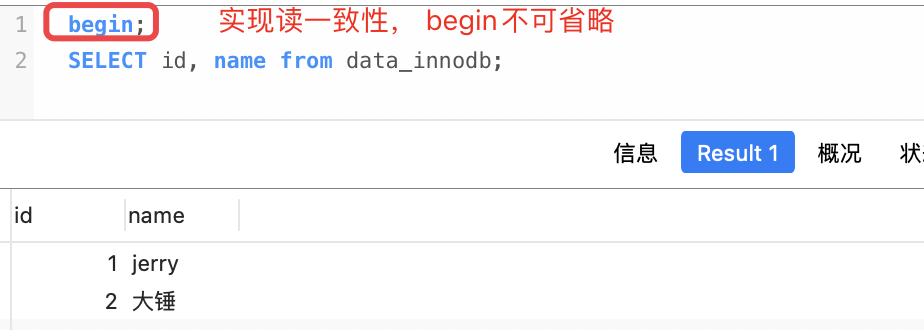 1 begin; 实现读一致性， begin不可省略
2 SELECT id, name from data_innodb;
信息 Result 1 概况
id name
1 jerry
2 大锤